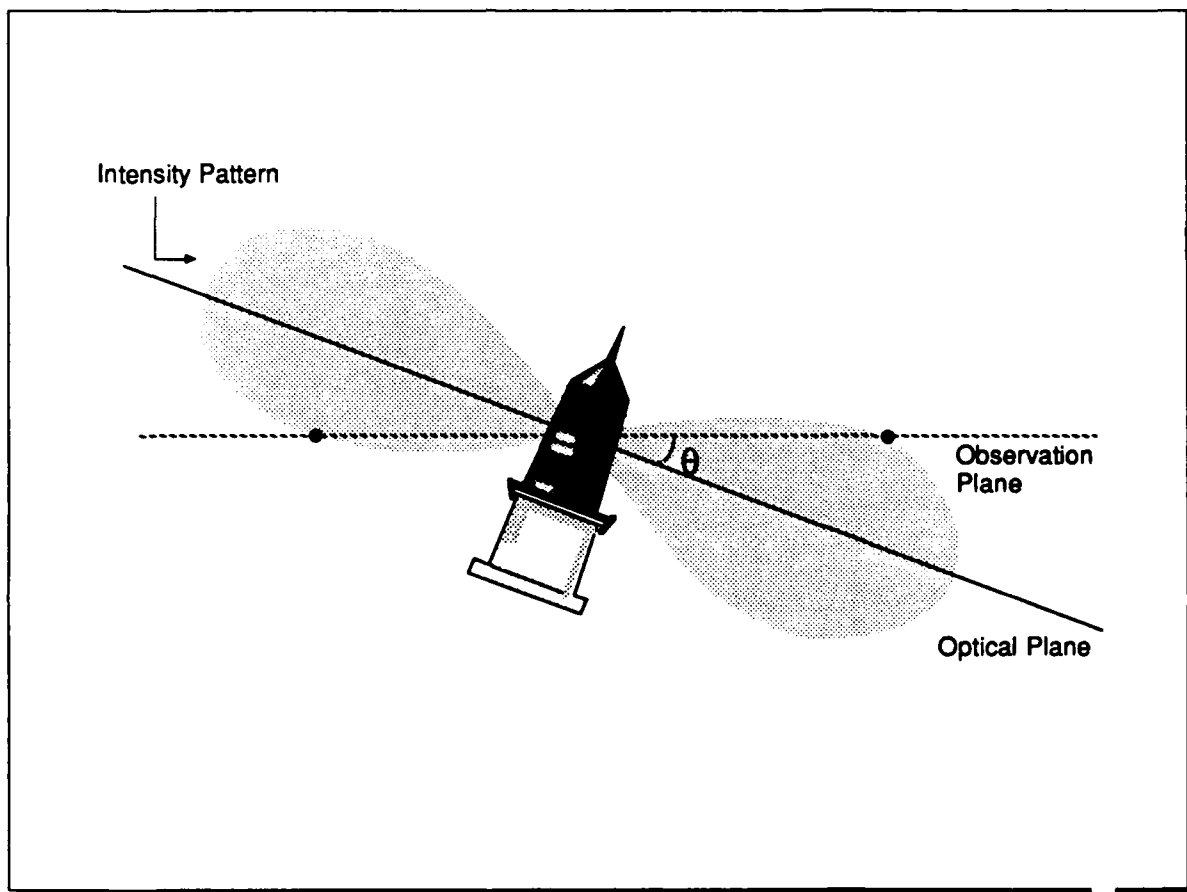 Intensity Pattern
θ
Observation
Plane
Optical Plane